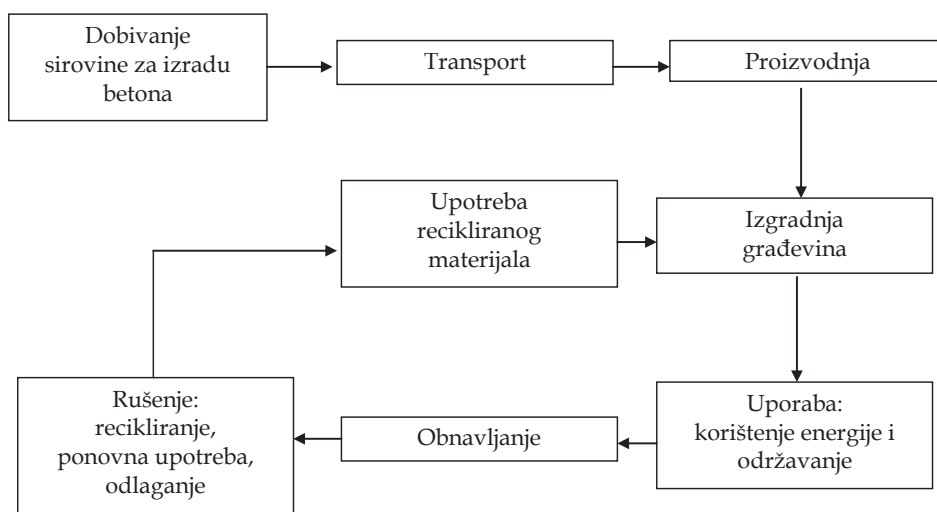 Dobivanje
sirovine za izradu
betona
Transport
Proizvodnja
Upotreba
recikliranog
materijala
Izgradnja
građevina
Rušenje:
recikliranje,
ponovna upotreba,
odlaganje
Obnavljanje
Uporaba:
korištenje energije i
održavanje